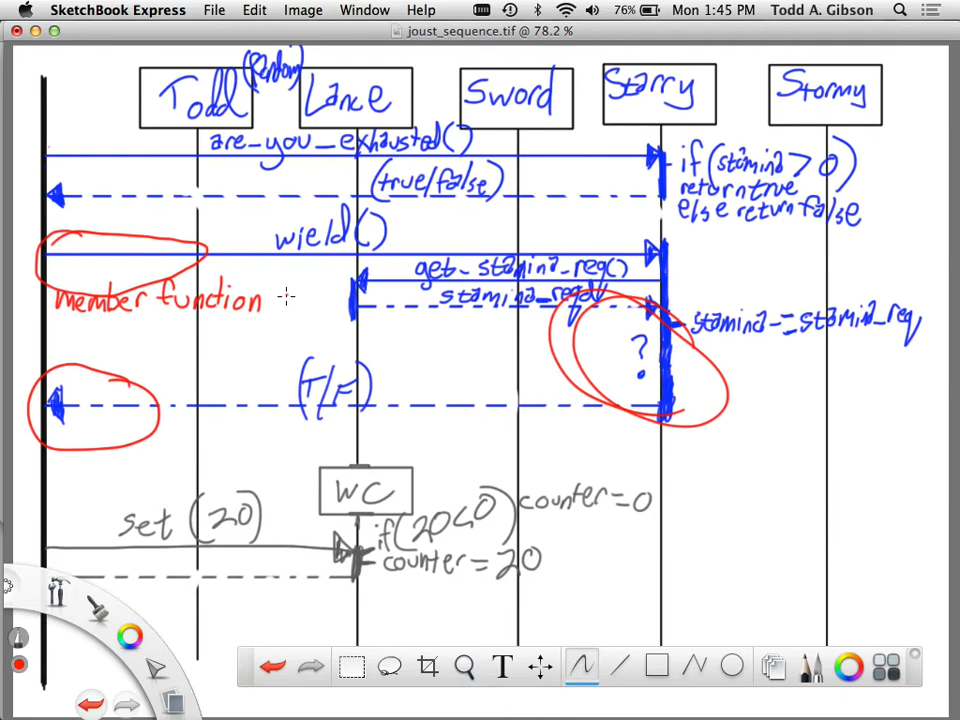 SketchBook Express File Edit Image Window Help 76% Mon 1:45 PM Todd A. Gibson
joust_sequence.tif @ 78.2 %
Todd (random) Lance Sword Starry Stormy
are_you_exhausted()
if (stamina > 0)
return true
else return false
(true/false)
wield()
get_stamina_req()
member function
stamina_req
stamina -= stamina_req
?
(T/F)
WC
set (20)
if(20<0) counter=0
counter = 20
T